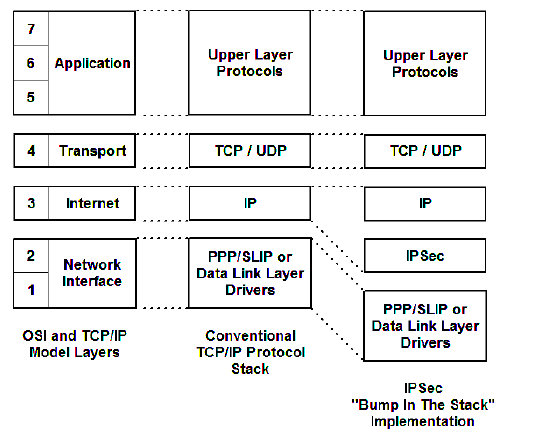 7
6
5
Application
Upper Layer
Protocols
Upper Layer
Protocols
4
Transport
TCP / UDP
TCP / UDP
3
Internet
IP
IP
2
1
Network
Interface
PPP/SLIP or
Data Link Layer
Drivers
IPSec
PPP/SLIP or
Data Link Layer
Drivers
OSI and TCP/IP
Model Layers
Conventional
TCP/IP Protocol
Stack
IPSec
"Bump In The Stack"
Implementation